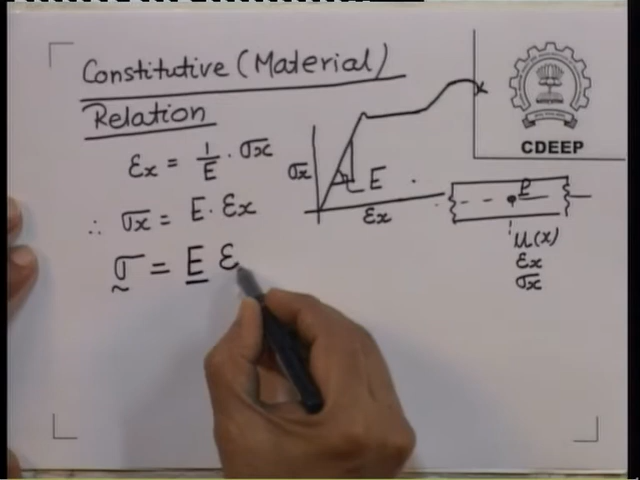 Constitutive (Material)
Relation
εx = 1/E · σx
∴ σx = E · εx
σ = E ε
σx
E
εx
CDEEP
P
u(x)
εx
σx